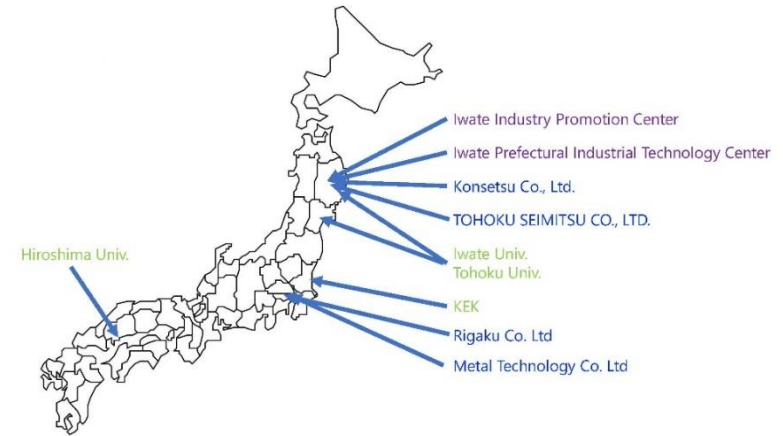 Iwate Industry Promotion Center
Iwate Prefectural Industrial Technology Center
Konsetsu Co., Ltd.
TOHOKU SEIMITSU CO., LTD.
Hiroshima Univ.
Iwate Univ.
Tohoku Univ.
KEK
Rigaku Co. Ltd
Metal Technology Co. Ltd